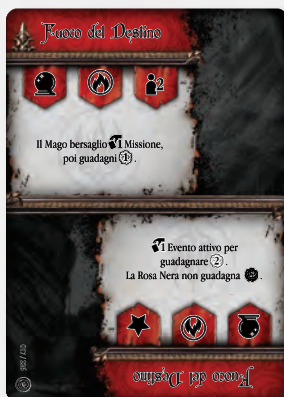 Fuoco del Destino
2
Il Mago bersaglio 1 Missione,
poi guadagni 1 .
1 Evento attivo per
guadagnare 2 .
La Rosa Nera non guadagna .
Fuoco del Destino